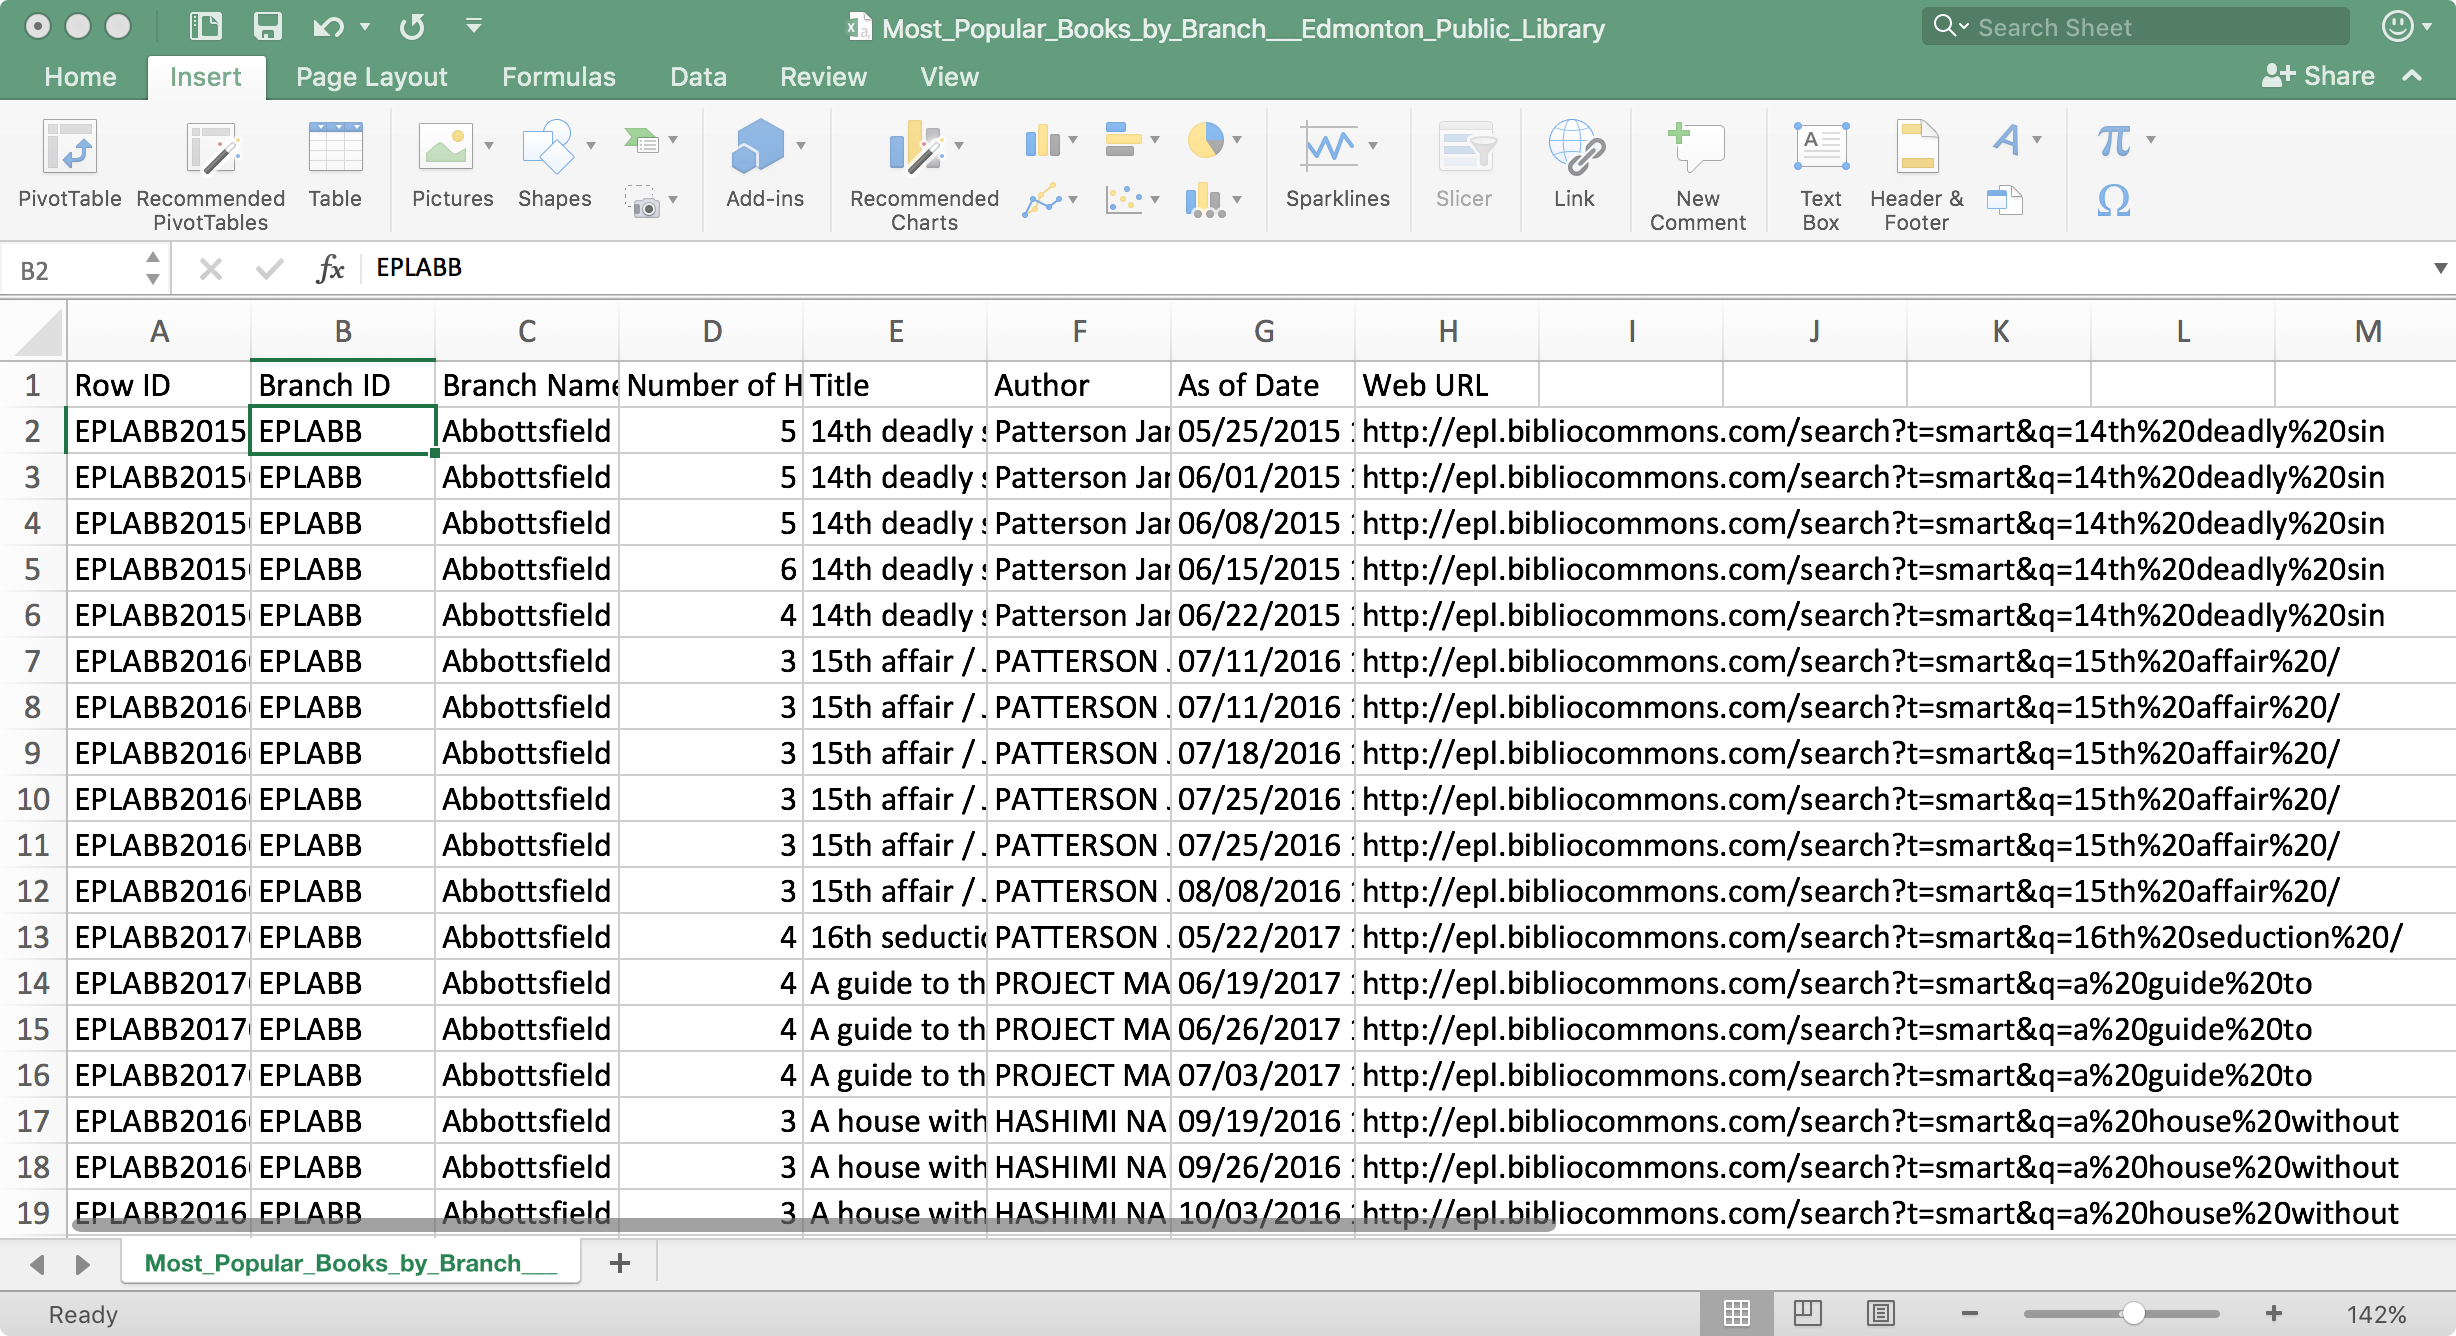 Most_Popular_Books_by_Branch___Edmonton_Public_Library
Search Sheet
Home Insert Page Layout Formulas Data Review View Share
PivotTable Recommended PivotTables Table Pictures Shapes Add-ins Recommended Charts Sparklines Slicer Link New Comment Text Box Header & Footer
B2 fx EPLABB
A B C D E F G H I J K L M
1 Row ID Branch ID Branch Name Number of H Title Author As of Date Web URL
2 EPLABB2015 EPLABB Abbottsfield 5 14th deadly s Patterson Jar 05/25/2015 1 http://epl.bibliocommons.com/search?t=smart&q=14th%20deadly%20sin
3 EPLABB2015 EPLABB Abbottsfield 5 14th deadly s Patterson Jar 06/01/2015 http://epl.bibliocommons.com/search?t=smart&q=14th%20deadly%20sin
4 EPLABB2015 EPLABB Abbottsfield 5 14th deadly s Patterson Jar 06/08/2015 http://epl.bibliocommons.com/search?t=smart&q=14th%20deadly%20sin
5 EPLABB2015 EPLABB Abbottsfield 6 14th deadly s Patterson Jar 06/15/2015 http://epl.bibliocommons.com/search?t=smart&q=14th%20deadly%20sin
6 EPLABB2015 EPLABB Abbottsfield 4 14th deadly s Patterson Jar 06/22/2015 http://epl.bibliocommons.com/search?t=smart&q=14th%20deadly%20sin
7 EPLABB2016 EPLABB Abbottsfield 3 15th affair / . PATTERSON 07/11/2016 http://epl.bibliocommons.com/search?t=smart&q=15th%20affair%20/
8 EPLABB2016 EPLABB Abbottsfield 3 15th affair / . PATTERSON 07/11/2016 http://epl.bibliocommons.com/search?t=smart&q=15th%20affair%20/
9 EPLABB2016 EPLABB Abbottsfield 3 15th affair / . PATTERSON 07/18/2016 http://epl.bibliocommons.com/search?t=smart&q=15th%20affair%20/
10 EPLABB2016 EPLABB Abbottsfield 3 15th affair / . PATTERSON 07/25/2016 http://epl.bibliocommons.com/search?t=smart&q=15th%20affair%20/
11 EPLABB2016 EPLABB Abbottsfield 3 15th affair / . PATTERSON 07/25/2016 http://epl.bibliocommons.com/search?t=smart&q=15th%20affair%20/
12 EPLABB2016 EPLABB Abbottsfield 3 15th affair / . PATTERSON 08/08/2016 http://epl.bibliocommons.com/search?t=smart&q=15th%20affair%20/
13 EPLABB2017 EPLABB Abbottsfield 4 16th seductic PATTERSON 05/22/2017 http://epl.bibliocommons.com/search?t=smart&q=16th%20seduction%20/
14 EPLABB2017 EPLABB Abbottsfield 4 A guide to th PROJECT MA 06/19/2017 http://epl.bibliocommons.com/search?t=smart&q=a%20guide%20to
15 EPLABB2017 EPLABB Abbottsfield 4 A guide to th PROJECT MA 06/26/2017 http://epl.bibliocommons.com/search?t=smart&q=a%20guide%20to
16 EPLABB2017 EPLABB Abbottsfield 4 A guide to th PROJECT MA 07/03/2017 http://epl.bibliocommons.com/search?t=smart&q=a%20guide%20to
17 EPLABB2016 EPLABB Abbottsfield 3 A house with HASHIMI NA 09/19/2016 http://epl.bibliocommons.com/search?t=smart&q=a%20house%20without
18 EPLABB2016 EPLABB Abbottsfield 3 A house with HASHIMI NA 09/26/2016 http://epl.bibliocommons.com/search?t=smart&q=a%20house%20without
19 EPLABB2016 EPLABB Abbottsfield 3 A house with HASHIMI NA 10/03/2016 http://epl.bibliocommons.com/search?t=smart&q=a%20house%20without
Most_Popular_Books_by_Branch___
Ready 142%